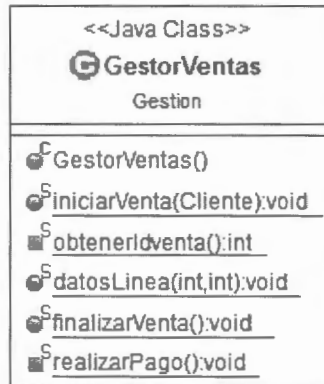 <<Java Class>>
G GestorVentas
Gestion
C GestorVentas()
S iniciarVenta(Cliente):void
S obtenerIdventa():int
S datosLinea(int,int):void
S finalizarVenta():void
S realizarPago():void